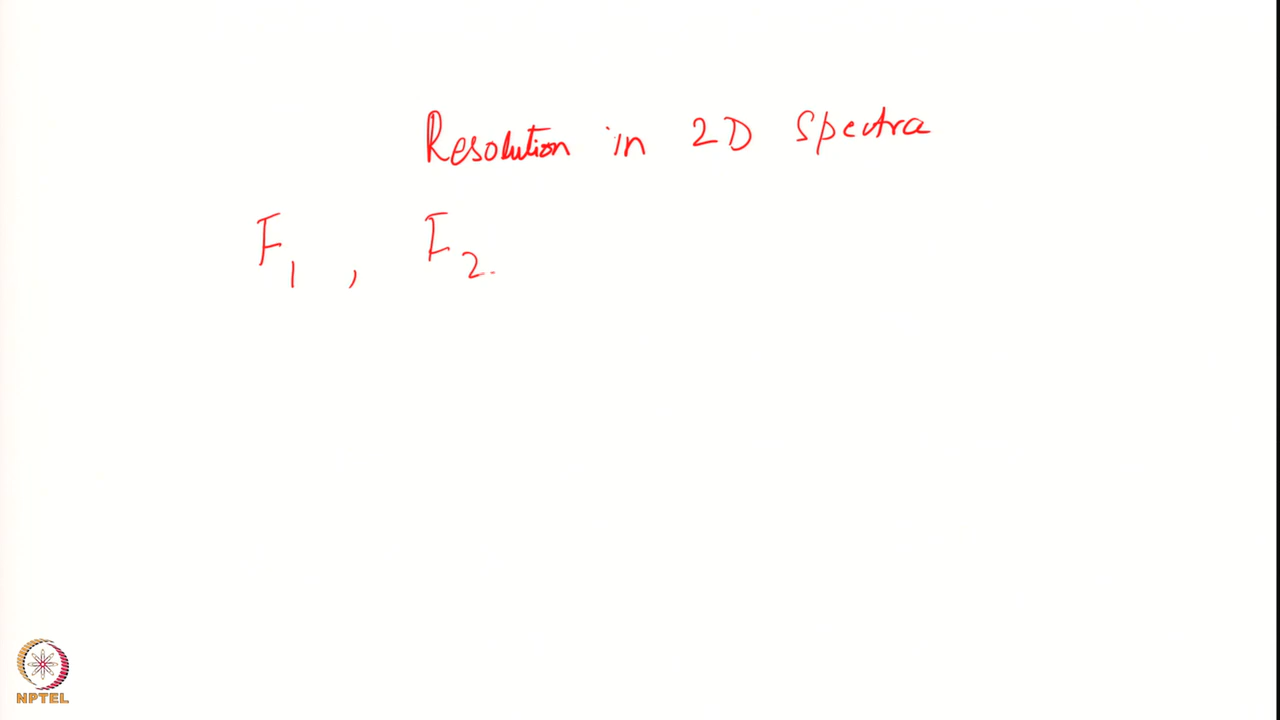 Resolution in 2D Spectra
F1 , F2.
NPTEL